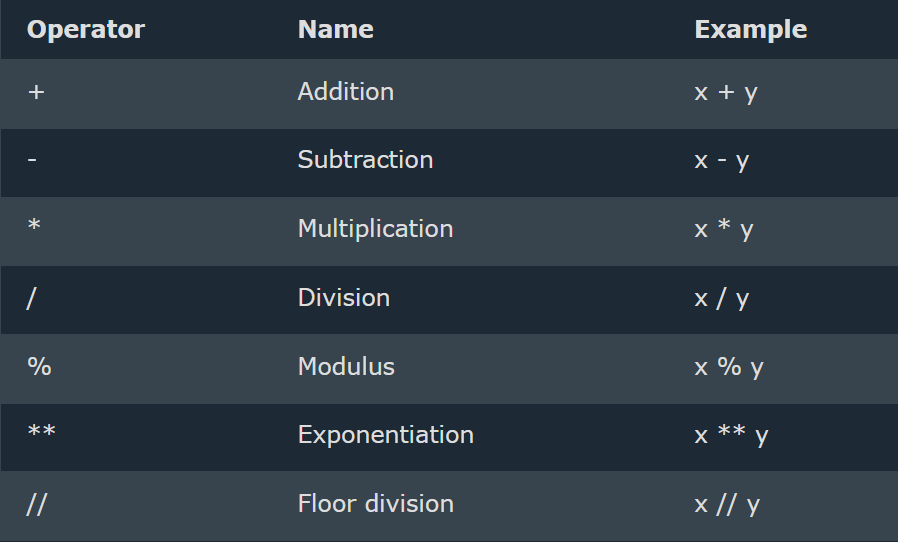 Operator Name Example
+ Addition x + y
- Subtraction x - y
* Multiplication x * y
/ Division x / y
% Modulus x % y
** Exponentiation x ** y
// Floor division x // y